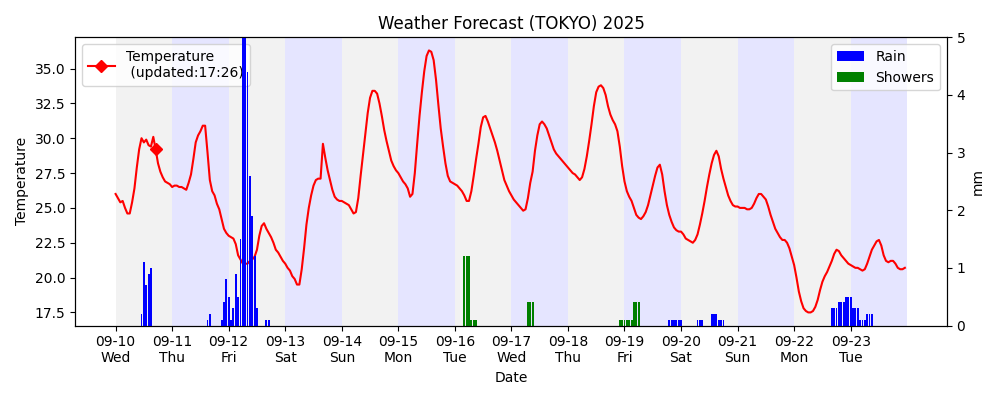 Weather Forecast (TOKYO) 2025
Temperature
(updated:17:26)
Rain
Showers
Temperature
35.0
32.5
30.0
27.5
25.0
22.5
20.0
17.5
5
4
3
2
1
0
mm
09-10 09-11 09-12 09-13 09-14 09-15 09-16 09-17 09-18 09-19 09-20 09-21 09-22 09-23
Wed Thu Fri Sat Sun Mon Tue Wed Thu Fri Sat Sun Mon Tue
Date